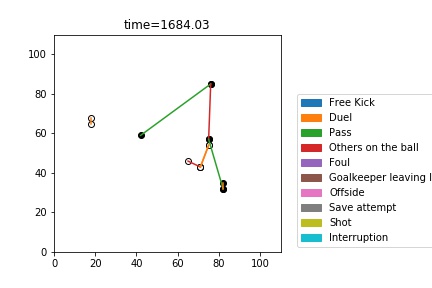 time=1684.03
100
80
60
40
20
0
0 20 40 60 80 100
Free Kick
Duel
Pass
Others on the ball
Foul
Goalkeeper leaving l
Offside
Save attempt
Shot
Interruption